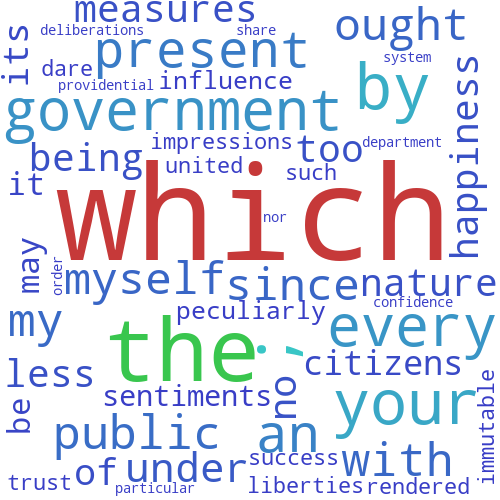 measures
its
deliberations
share
ought
present
system
dare
providential
influence
by
government
happiness
impressions
too
department
being
united
such
it
which
nor
may
order
myself
since
nature
confidence
my
peculiarly
every
the
;
-
citizens
less
sentiments
no
your
immutable
be
public
an
with
of
under
success
trust
particular
liberties
rendered